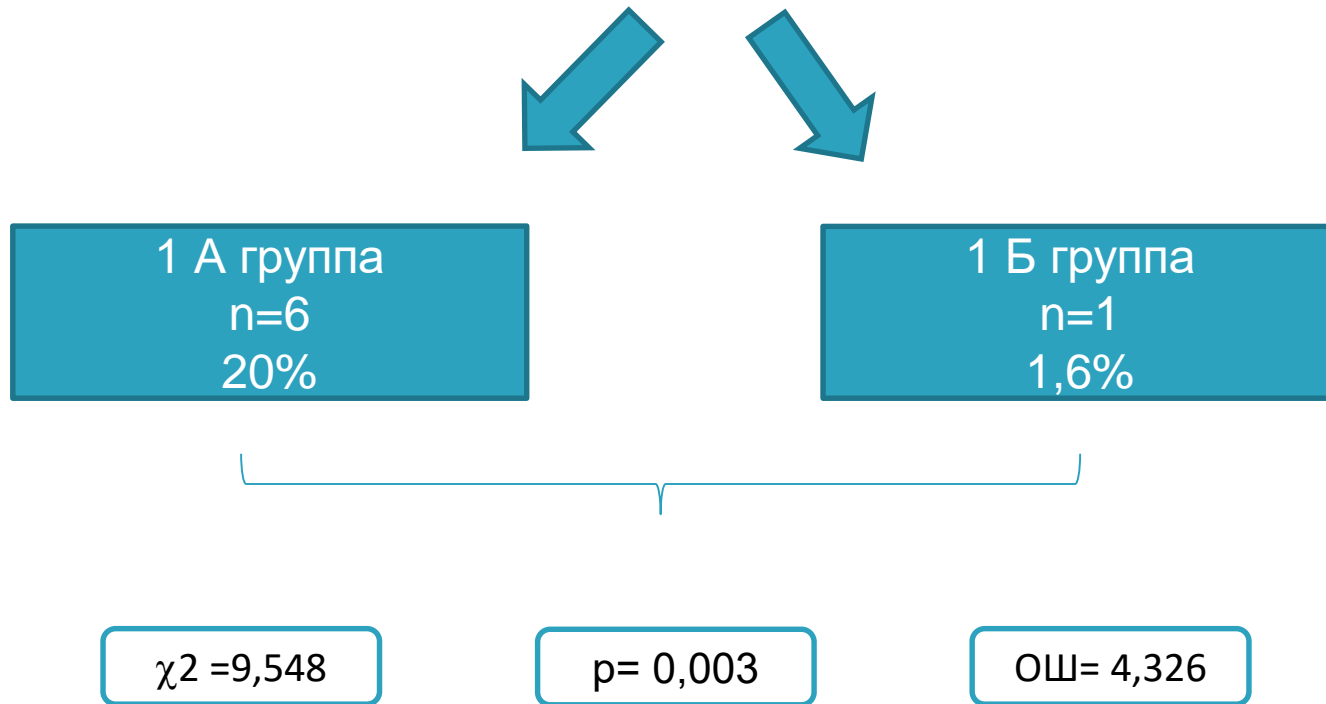 1 А группа
n=6
20%
1 Б группа
n=1
1,6%
χ2 =9,548
p= 0,003
ОШ= 4,326